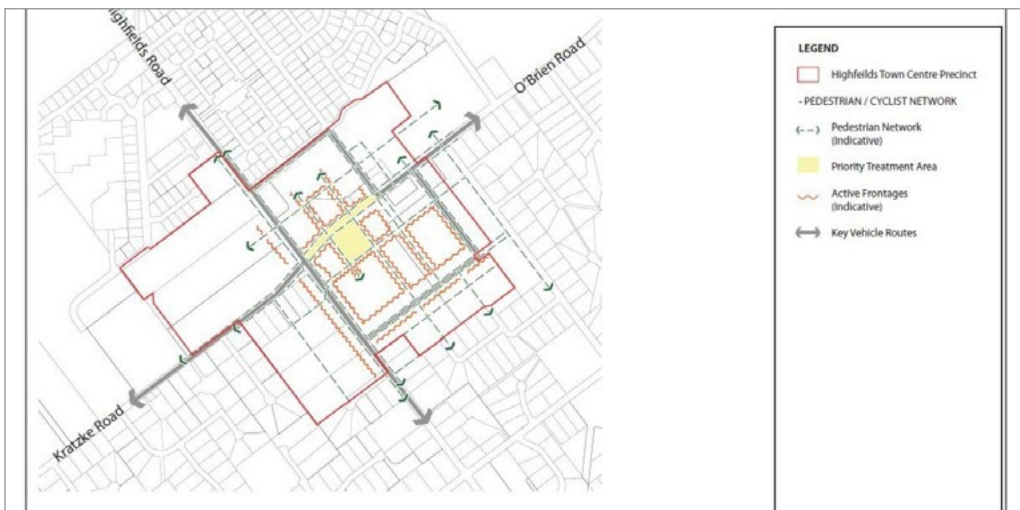 Highfields Road
O'Brien Road
Kratzke Road
LEGEND
Highfeilds Town Centre Precinct
- PEDESTRIAN / CYCLIST NETWORK
Pedestrian Network
(Indicative)
Priority Treatment Area
Active Frontages
(Indicative)
Key Vehicle Routes